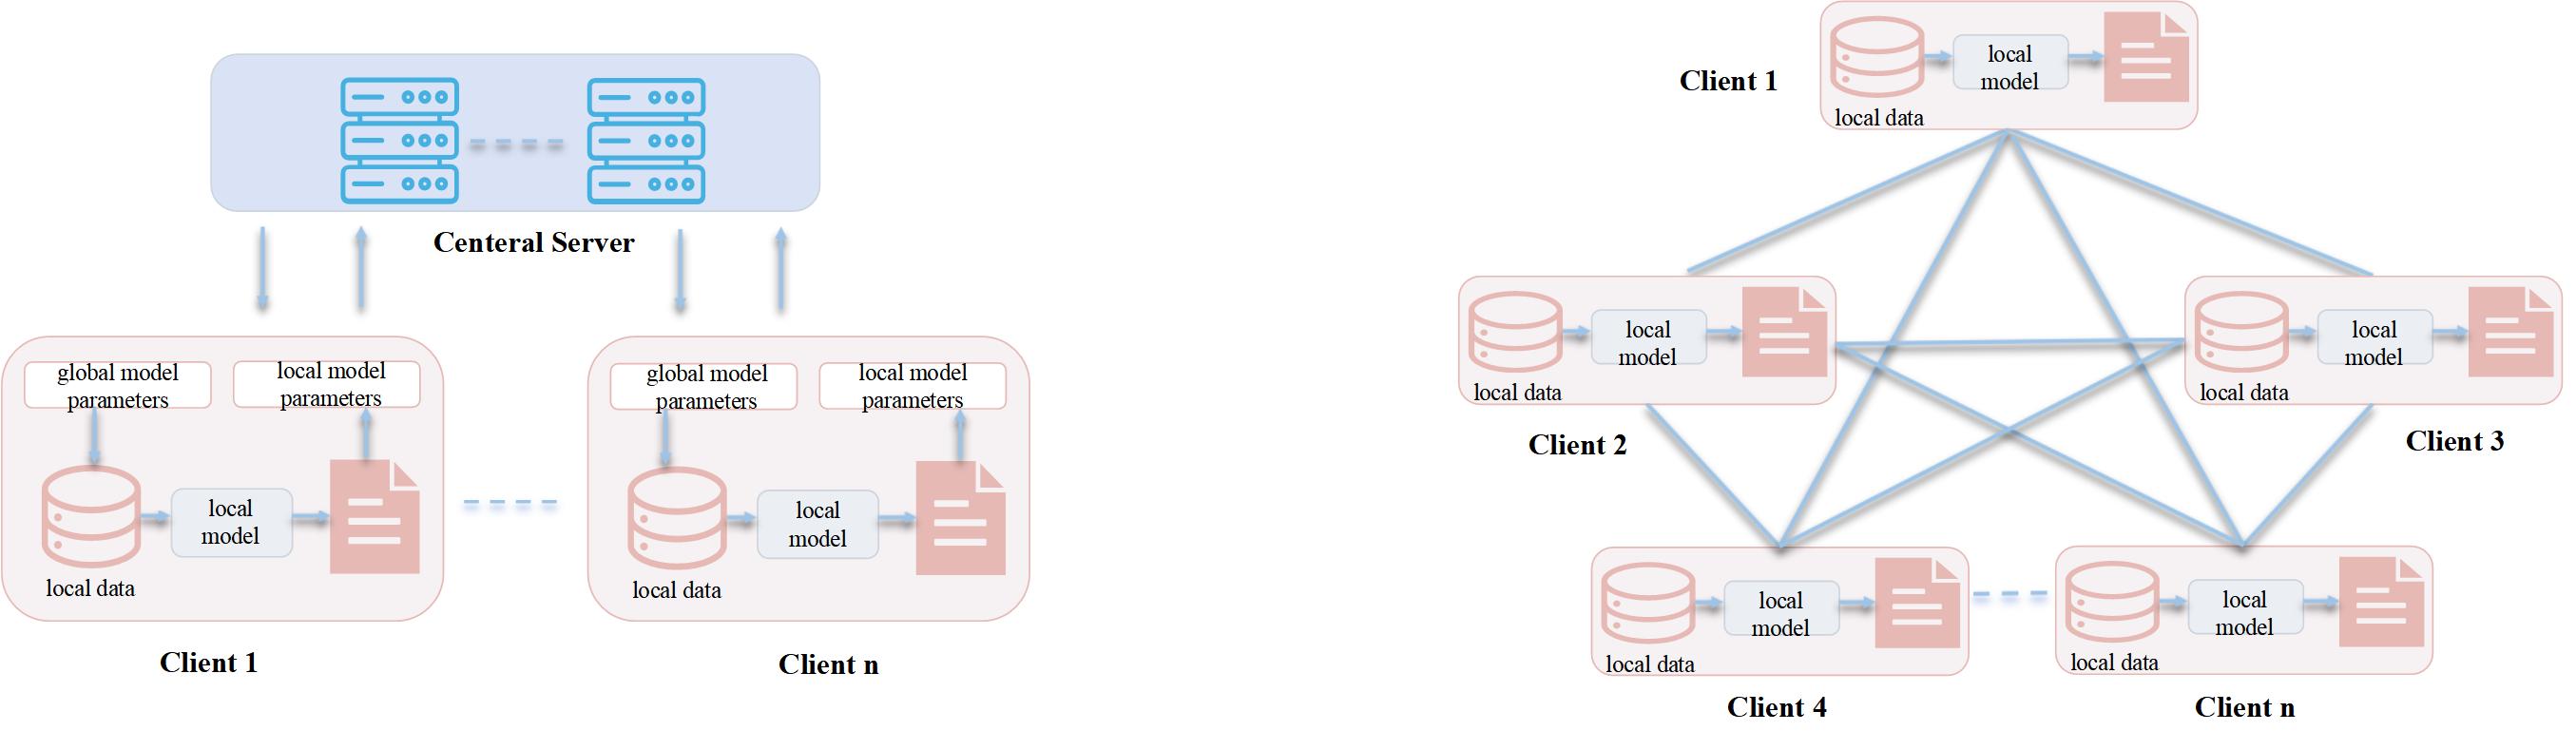 Centeral Server
global model
parameters
local model
parameters
local
model
local data
Client 1
global model
parameters
local model
parameters
local
model
local data
Client n
Client 1
local
model
local data
local
model
local data
Client 2
local
model
local data
Client 3
local
model
local data
Client 4
local
model
local data
Client n